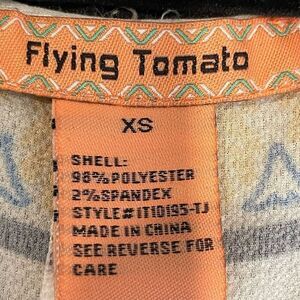 Flying Tomato
XS
SHELL:
98%POLYESTER
2%SPANDEX
STYLE#IT10195-TJ
MADE IN CHINA
SEE REVERSE FOR
CARE